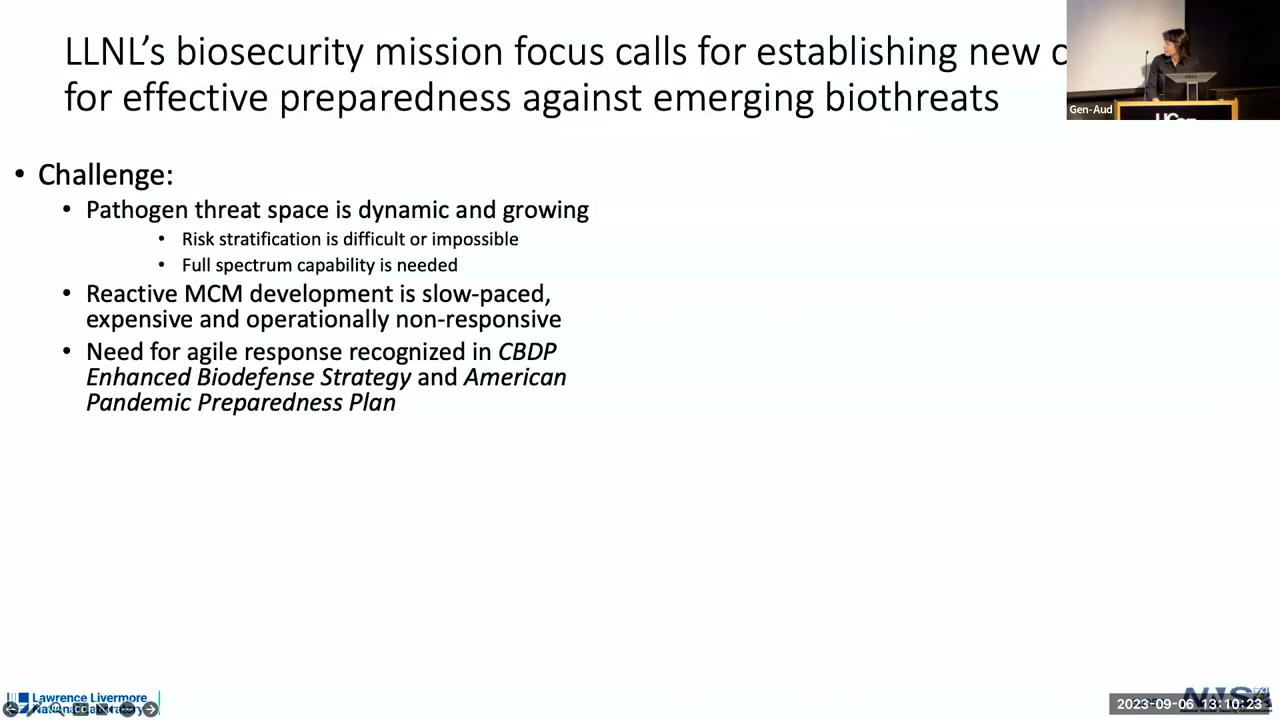 LLNL's biosecurity mission focus calls for establishing new
for effective preparedness against emerging biothreats
Gen-Aud
• Challenge:
• Pathogen threat space is dynamic and growing
• Risk stratification is difficult or impossible
• Full spectrum capability is needed
• Reactive MCM development is slow-paced,
expensive and operationally non-responsive
• Need for agile response recognized in CBDP
Enhanced Biodefense Strategy and American
Pandemic Preparedness Plan
Lawrence Livermore
National Laboratory
2023-09-06 13:10:23